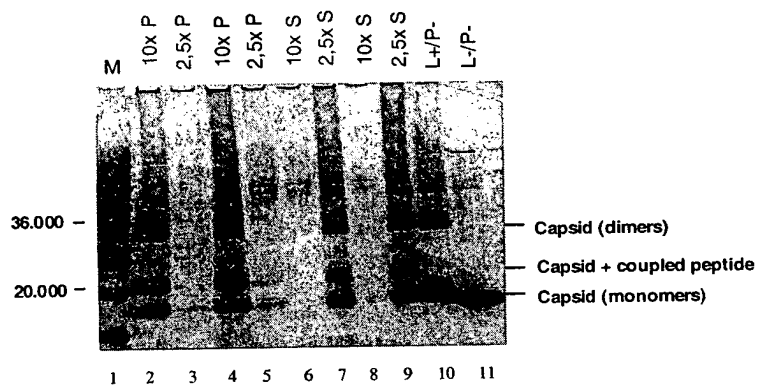 M 10x P 2,5x P 10x P 2,5x P 10x S 2,5x S 10x S 2,5x S L+/P- L-/P-
36.000
20.000
Capsid (dimers)
Capsid + coupled peptide
Capsid (monomers)
1 2 3 4 5 6 7 8 9 10 11